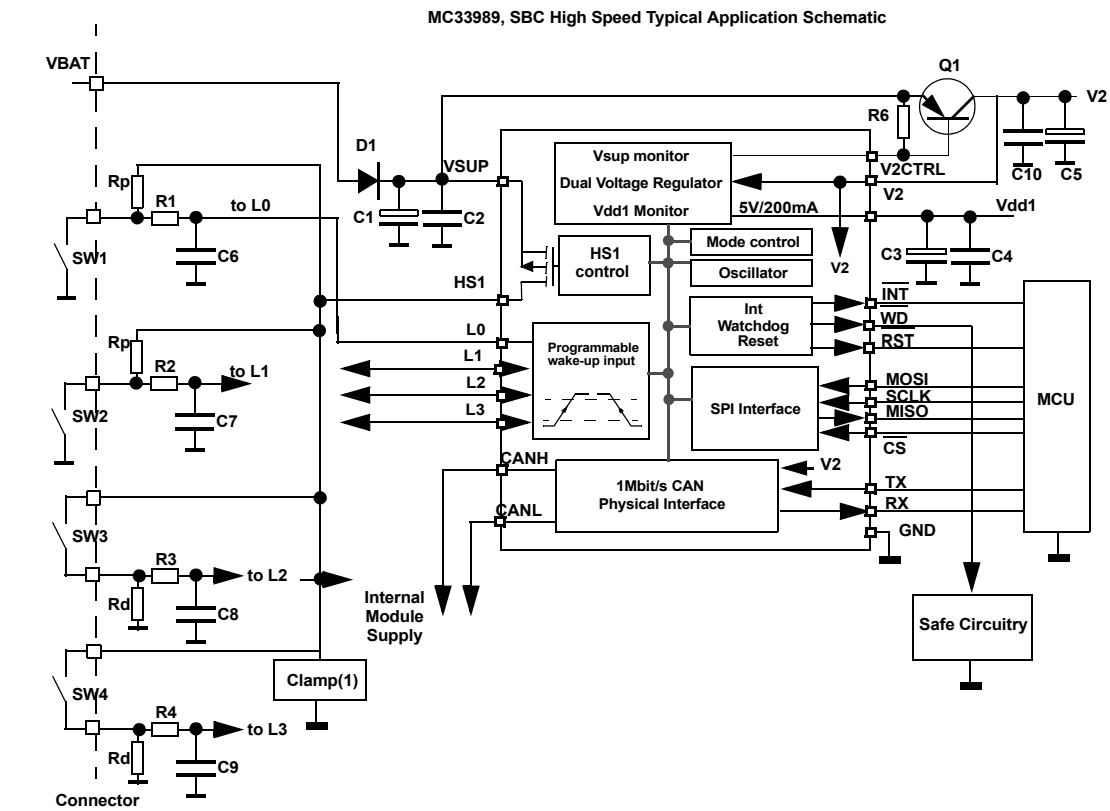 MC33989, SBC High Speed Typical Application Schematic
VBAT
Q1
V2
R6
D1
VSUP
Vsup monitor
Dual Voltage Regulator
Vdd1 Monitor
V2CTRL
V2
C10
C5
Rp
R1
to L0
C1
C2
5V/200mA
Vdd1
SW1
C6
HS1
control
Mode control
Oscillator
V2
C3
C4
HS1
Int
Watchdog
Reset
INT
WD
RST
Rp
L0
L1
L2
L3
Programmable
wake-up input
R2
to L1
SW2
C7
SPI Interface
MOSI
SCLK
MISO
CS
MCU
CANH
CANL
1Mbit/s CAN
Physical Interface
V2
TX
RX
GND
SW3
R3
to L2
Rd
C8
Internal
Module
Supply
Safe Circuitry
SW4
Clamp(1)
R4
to L3
Rd
C9
Connector